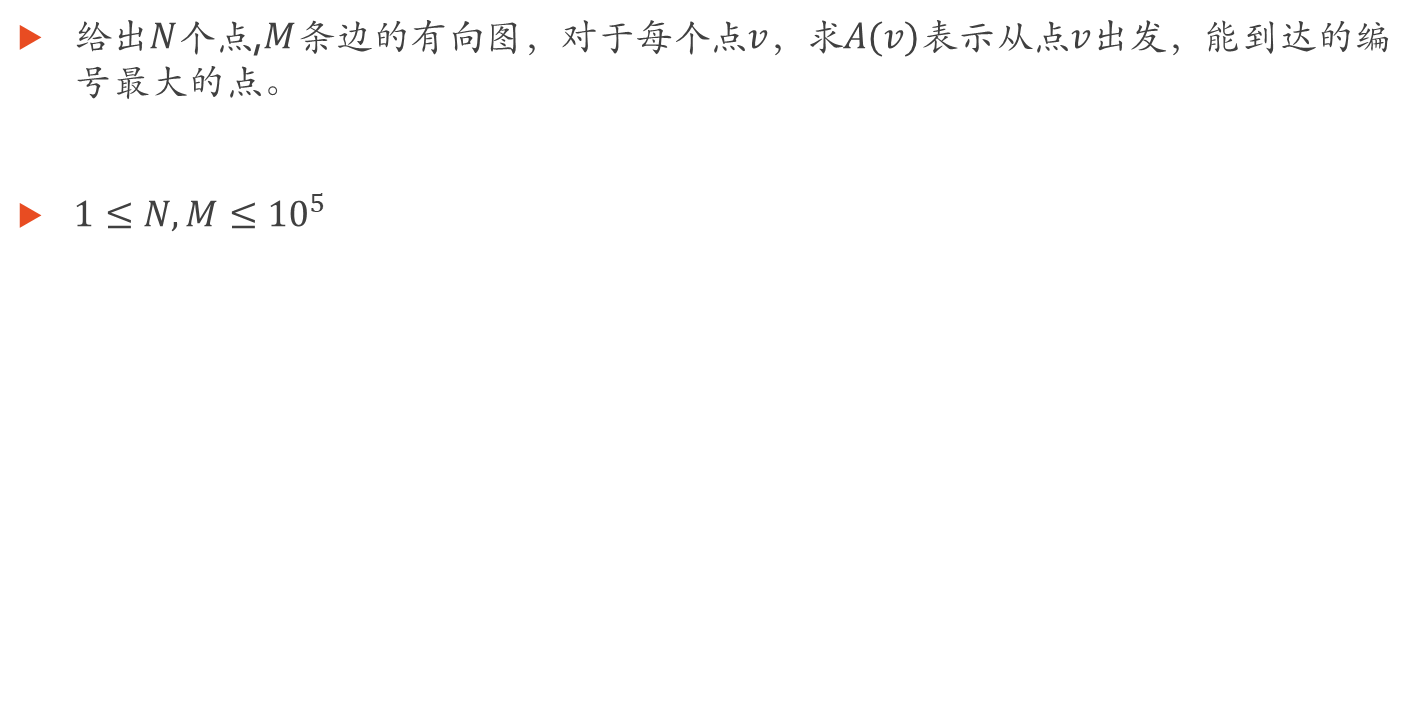 给出N个点,M条边的有向图，对于每个点v，求A(v)表示从点v出发，能到达的编
号最大的点。
1 ≤ N, M ≤ 10⁵